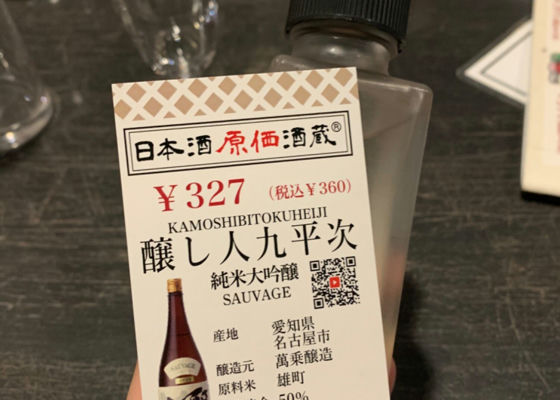 日本酒原価酒蔵®
￥327 (税込￥360)
KAMOSHIBITOKUHEIJI
醸し人九平次
純米大吟醸
SAUVAGE
産地 愛知県
名古屋市
醸造元 萬乗醸造
原料米 雄町
50%
SAUVAGE